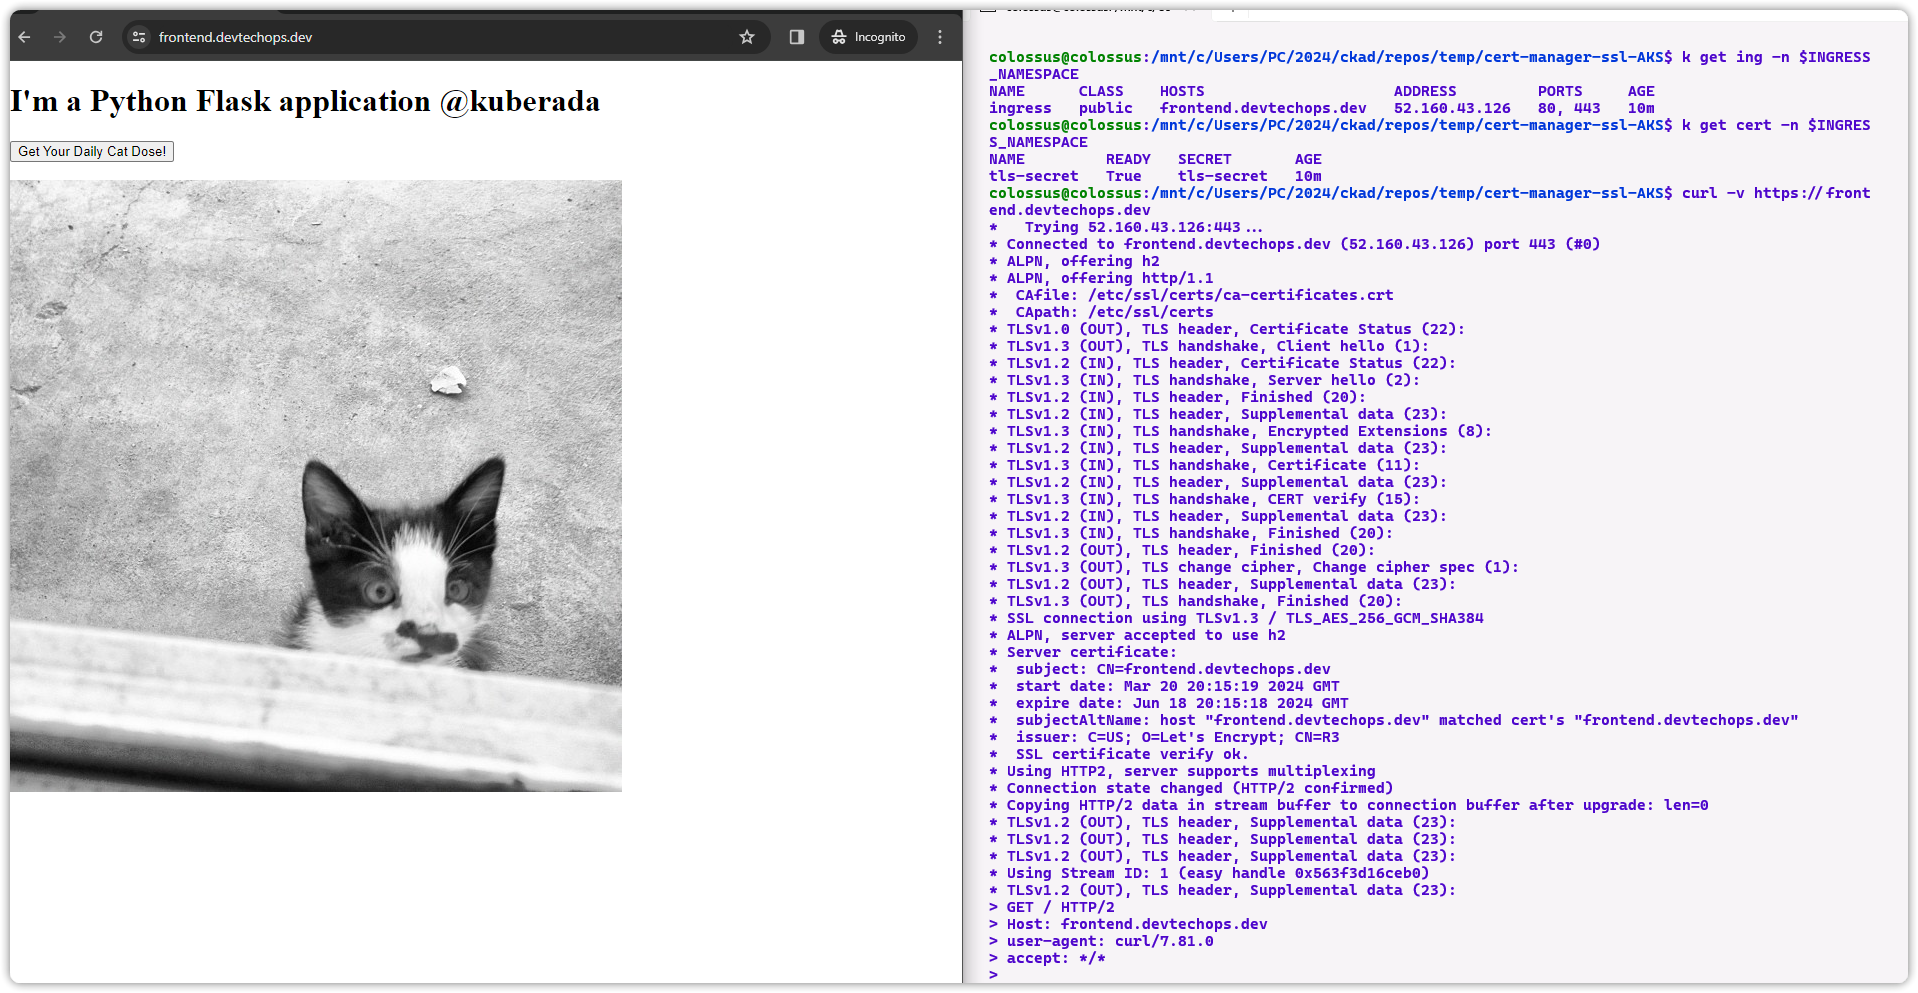 frontend.devtechops.dev
Incognito
I'm a Python Flask application @kuberada
Get Your Daily Cat Dose!
colossus@colossus:/mnt/c/Users/PC/2024/ckad/repos/temp/cert-manager-ssl-AKS$ k get ing -n $INGRESS
_NAMESPACE
NAME CLASS HOSTS ADDRESS PORTS AGE
ingress public frontend.devtechops.dev 52.160.43.126 80, 443 10m
colossus@colossus:/mnt/c/Users/PC/2024/ckad/repos/temp/cert-manager-ssl-AKS$ k get cert -n $INGRES
S_NAMESPACE
NAME READY SECRET AGE
tls-secret True tls-secret 10m
colossus@colossus:/mnt/c/Users/PC/2024/ckad/repos/temp/cert-manager-ssl-AKS$ curl -v https://front
end.devtechops.dev
* Trying 52.160.43.126:443...
* Connected to frontend.devtechops.dev (52.160.43.126) port 443 (#0)
* ALPN, offering h2
* ALPN, offering http/1.1
* CAfile: /etc/ssl/certs/ca-certificates.crt
* CApath: /etc/ssl/certs
* TLSv1.0 (OUT), TLS header, Certificate Status (22):
* TLSv1.3 (OUT), TLS handshake, Client hello (1):
* TLSv1.2 (IN), TLS header, Certificate Status (22):
* TLSv1.3 (IN), TLS handshake, Server hello (2):
* TLSv1.2 (IN), TLS header, Finished (20):
* TLSv1.2 (IN), TLS header, Supplemental data (23):
* TLSv1.3 (IN), TLS handshake, Encrypted Extensions (8):
* TLSv1.2 (IN), TLS header, Supplemental data (23):
* TLSv1.3 (IN), TLS handshake, Certificate (11):
* TLSv1.2 (IN), TLS header, Supplemental data (23):
* TLSv1.3 (IN), TLS handshake, CERT verify (15):
* TLSv1.2 (IN), TLS header, Supplemental data (23):
* TLSv1.3 (IN), TLS handshake, Finished (20):
* TLSv1.2 (OUT), TLS header, Finished (20):
* TLSv1.3 (OUT), TLS change cipher, Change cipher spec (1):
* TLSv1.2 (OUT), TLS header, Supplemental data (23):
* TLSv1.3 (OUT), TLS handshake, Finished (20):
* SSL connection using TLSv1.3 / TLS_AES_256_GCM_SHA384
* ALPN, server accepted to use h2
* Server certificate:
* subject: CN=frontend.devtechops.dev
* start date: Mar 20 20:15:19 2024 GMT
* expire date: Jun 18 20:15:18 2024 GMT
* subjectAltName: host "frontend.devtechops.dev" matched cert's "frontend.devtechops.dev"
* issuer: C=US; O=Let's Encrypt; CN=R3
* SSL certificate verify ok.
* Using HTTP2, server supports multiplexing
* Connection state changed (HTTP/2 confirmed)
* Copying HTTP/2 data in stream buffer to connection buffer after upgrade: len=0
* TLSv1.2 (OUT), TLS header, Supplemental data (23):
* TLSv1.2 (OUT), TLS header, Supplemental data (23):
* TLSv1.2 (OUT), TLS header, Supplemental data (23):
* Using Stream ID: 1 (easy handle 0x563f3d16ceb0)
* TLSv1.2 (OUT), TLS header, Supplemental data (23):
> GET / HTTP/2
> Host: frontend.devtechops.dev
> user-agent: curl/7.81.0
> accept: */*
>